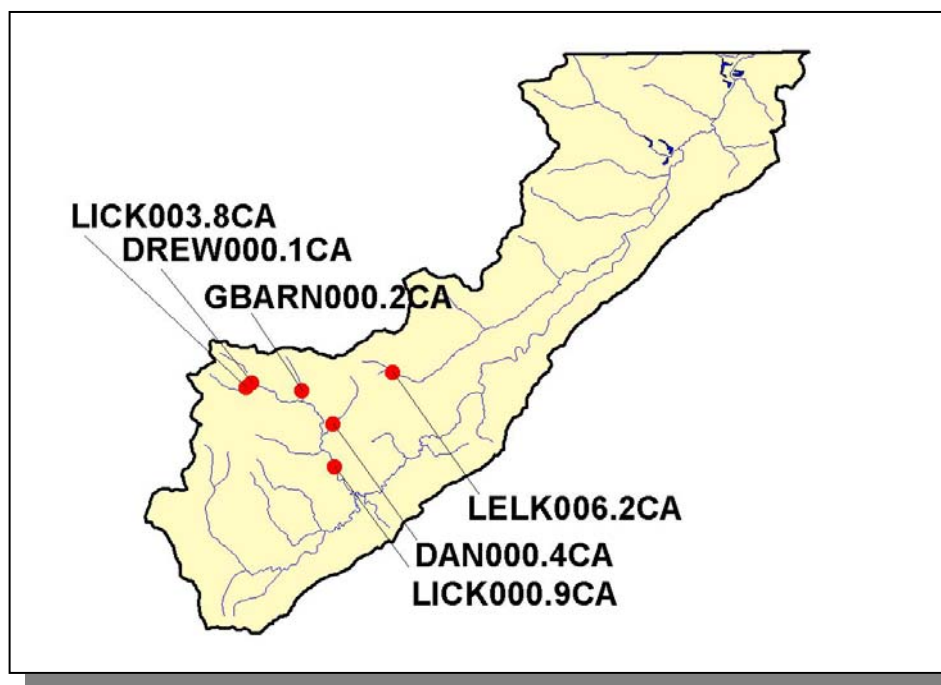 LICK003.8CA
DREW000.1CA
GBARN000.2CA
LELK006.2CA
DAN000.4CA
LICK000.9CA